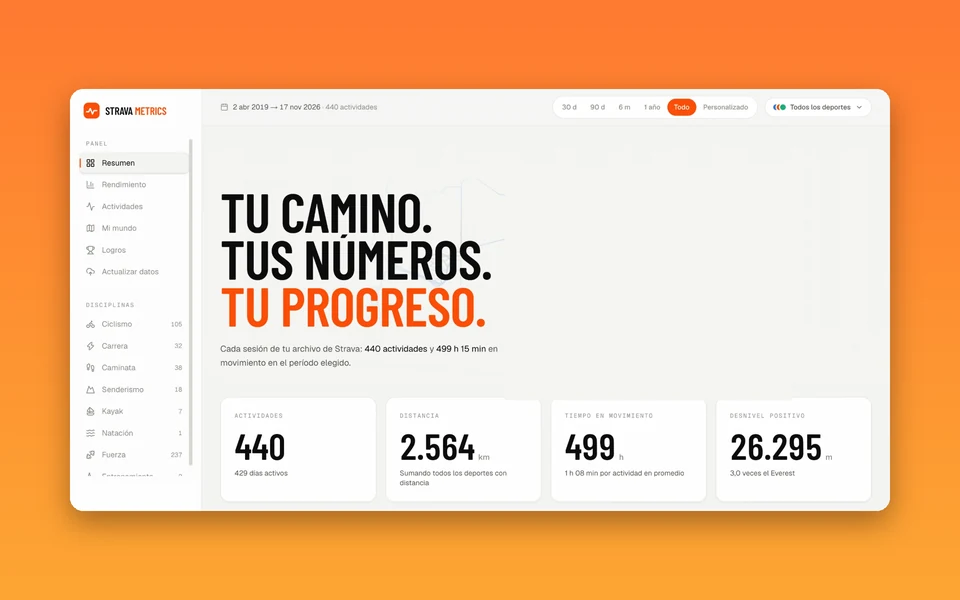 STRAVA METRICS
2 abr 2019 → 17 nov 2026 · 440 actividades
30 d 90 d 6 m 1 año Todo Personalizado
Todos los deportes
PANEL
Resumen
Rendimiento
Actividades
Mi mundo
Logros
Actualizar datos
DISCIPLINAS
Ciclismo 105
Carrera 32
Caminata 38
Senderismo 18
Kayak 7
Natación 1
Fuerza 237
TU CAMINO.
TUS NÚMEROS.
TU PROGRESO.
Cada sesión de tu archivo de Strava: 440 actividades y 499 h 15 min en
movimiento en el período elegido.
ACTIVIDADES
440
429 días activos
DISTANCIA
2.564 km
Sumando todos los deportes con
distancia
TIEMPO EN MOVIMIENTO
499 h
1 h 08 min por actividad en promedio
DESNIVEL POSITIVO
26.295 m
3,0 veces el Everest